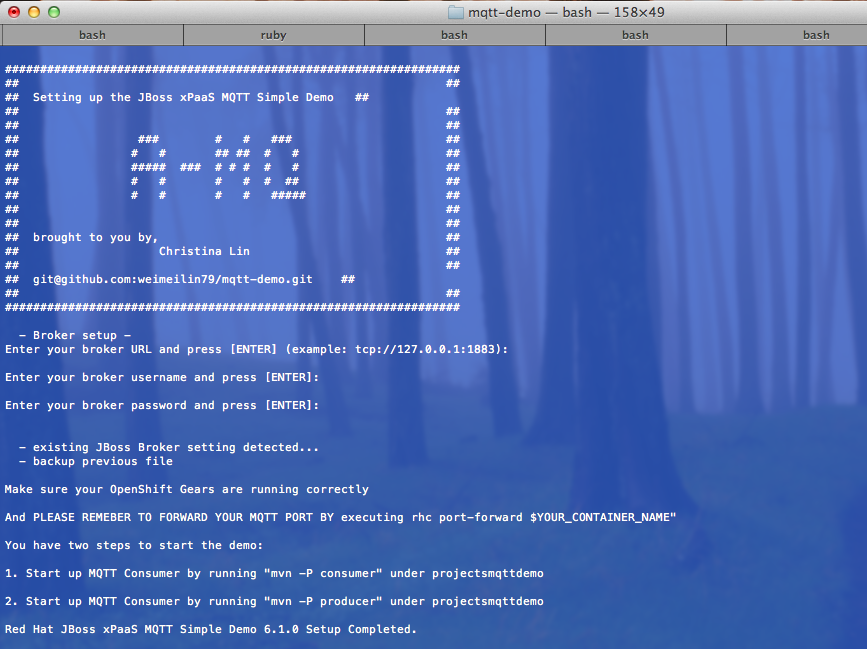 mqtt-demo — bash — 158×49
bash ruby bash bash bash
#################################################################
##                                                             ##
##  Setting up the JBoss xPaaS MQTT Simple Demo   ##
##                                                             ##
##                                                             ##
##                 ###        #   #   ###                      ##
##                #   #       ## ##  #   #                     ##
##                #####  ###  # # #  #   #                     ##
##                #   #       #   #  #  ##                     ##
##                #   #       #   #   #####                    ##
##                                                             ##
##                                                             ##
##  brought to you by,                                         ##
##                    Christina Lin                            ##
##                                                             ##
##  git@github.com:weimeilin79/mqtt-demo.git    ##
##                                                             ##
#################################################################
  - Broker setup -
Enter your broker URL and press [ENTER] (example: tcp://127.0.0.1:1883):
Enter your broker username and press [ENTER]:
Enter your broker password and press [ENTER]:
  - existing JBoss Broker setting detected...
  - backup previous file
Make sure your OpenShift Gears are running correctly
And PLEASE REMEBER TO FORWARD YOUR MQTT PORT BY executing rhc port-forward $YOUR_CONTAINER_NAME"
You have two steps to start the demo:
1. Start up MQTT Consumer by running "mvn -P consumer" under projectsmqttdemo
2. Start up MQTT Consumer by running "mvn -P producer" under projectsmqttdemo
Red Hat JBoss xPaaS MQTT Simple Demo 6.1.0 Setup Completed.